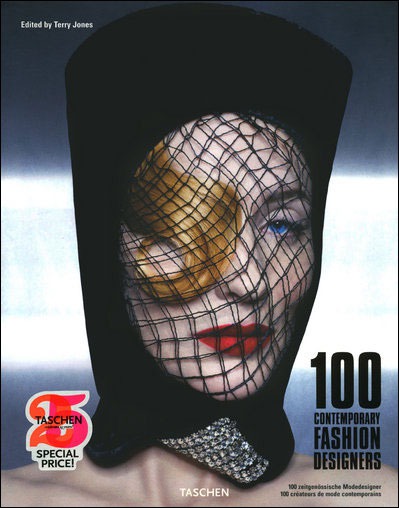 Edited by Terry Jones
100
CONTEMPORARY
FASHION
DESIGNERS
25
TASCHEN
SPECIAL
PRICE!
100 zeitgenössische Modedesigner
100 créateurs de mode contemporains
TASCHEN